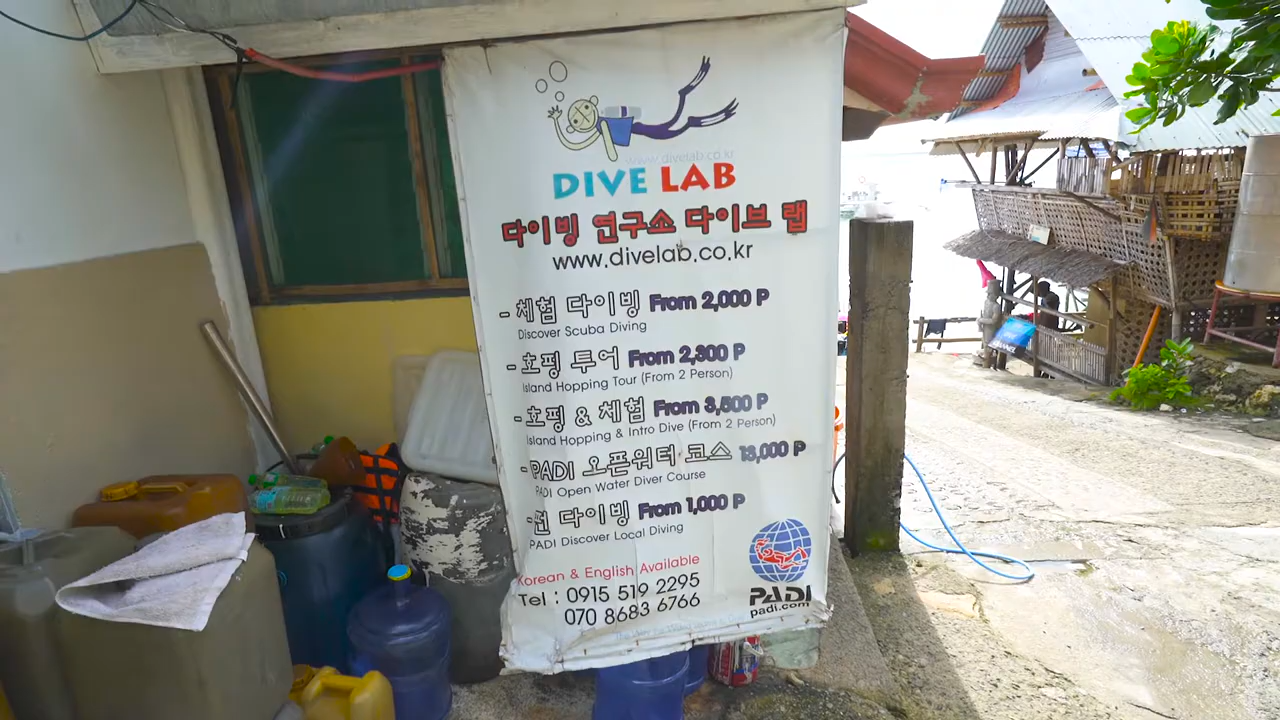 www.divelab.co.kr
DIVE LAB
다이빙 연구소 다이브 랩
www.divelab.co.kr
- 체험 다이빙 From 2,000 P
Discover Scuba Diving
- 호핑 투어 From 2,300 P
Island Hopping Tour (From 2 Person)
- 호핑 & 체험 From 3,500 P
Island Hopping & Intro Dive (From 2 Person)
- PADI 오픈워터 코스 13,000 P
PADI Open Water Diver Course
- 펀 다이빙 From 1,000 P
PADI Discover Local Diving
Korean & English Available
Tel : 0915 519 2295
070 8683 6766
PADI
padi.com